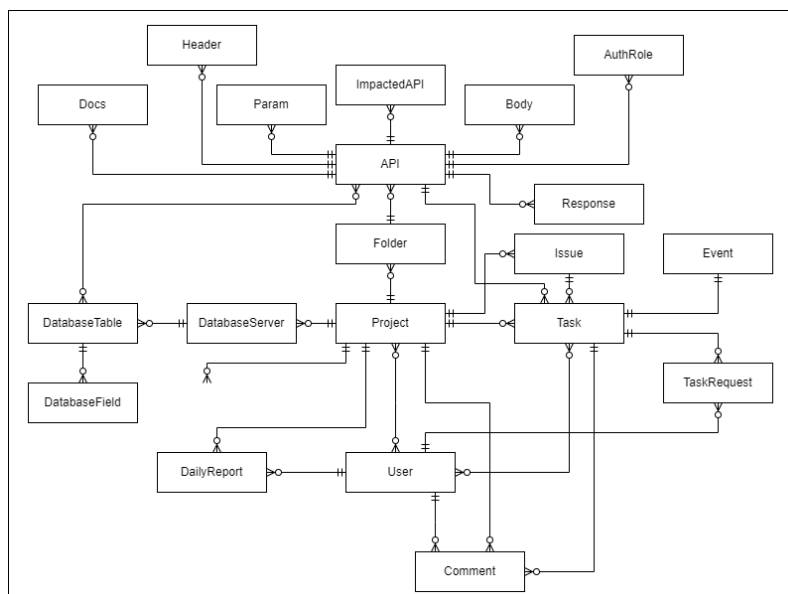 Header
AuthRole
ImpactedAPI
Docs
Param
Body
API
Response
Folder
Issue
Event
DatabaseTable
DatabaseServer
Project
Task
DatabaseField
TaskRequest
DailyReport
User
Comment